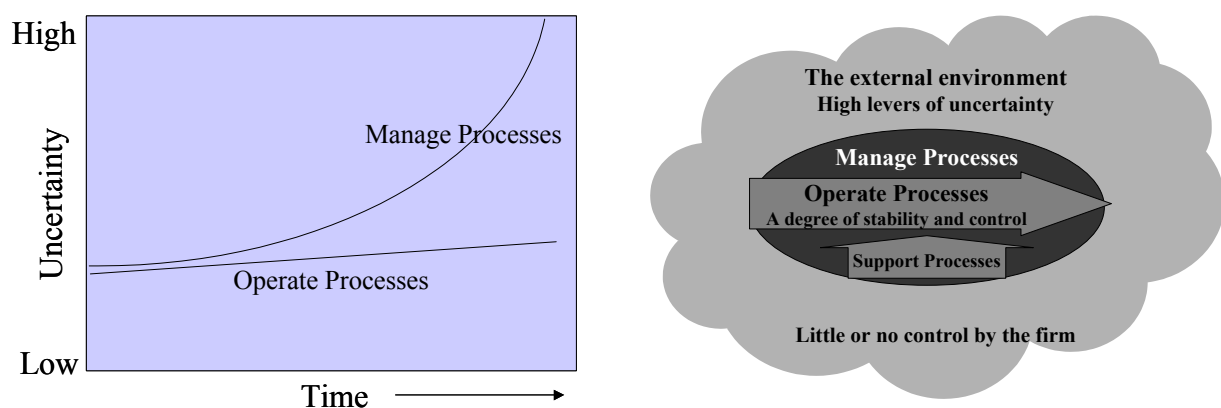 High
Uncertainty
Manage Processes
Operate Processes
Low
Time
The external environment
High levers of uncertainty
Manage Processes
Operate Processes
A degree of stability and control
Support Processes
Little or no control by the firm